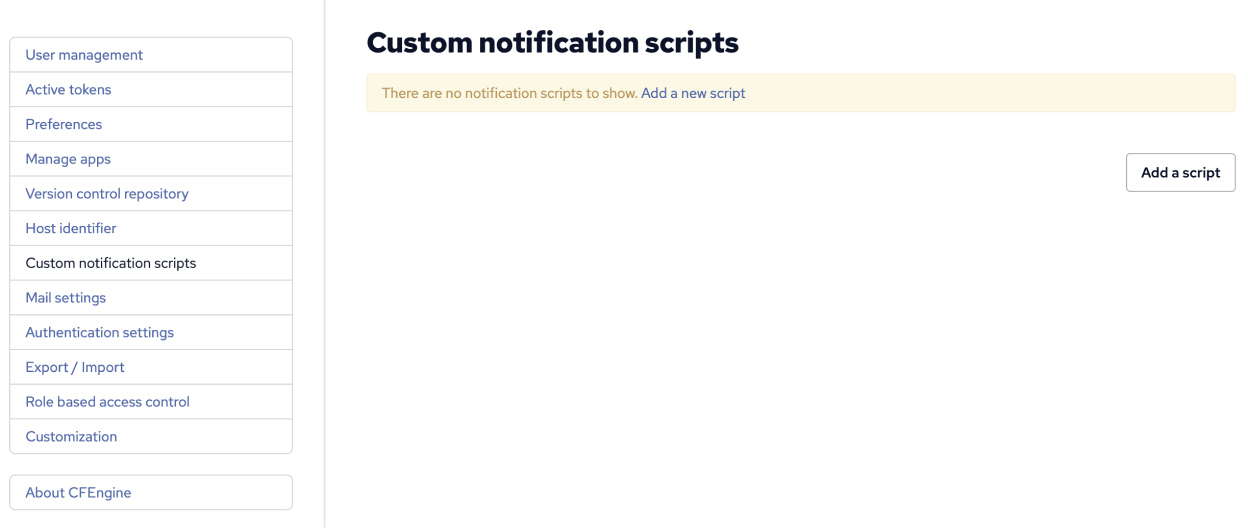 User management
Active tokens
Preferences
Manage apps
Version control repository
Host identifier
Custom notification scripts
Mail settings
Authentication settings
Export / Import
Role based access control
Customization
About CFEngine
Custom notification scripts
There are no notification scripts to show. Add a new script
Add a script